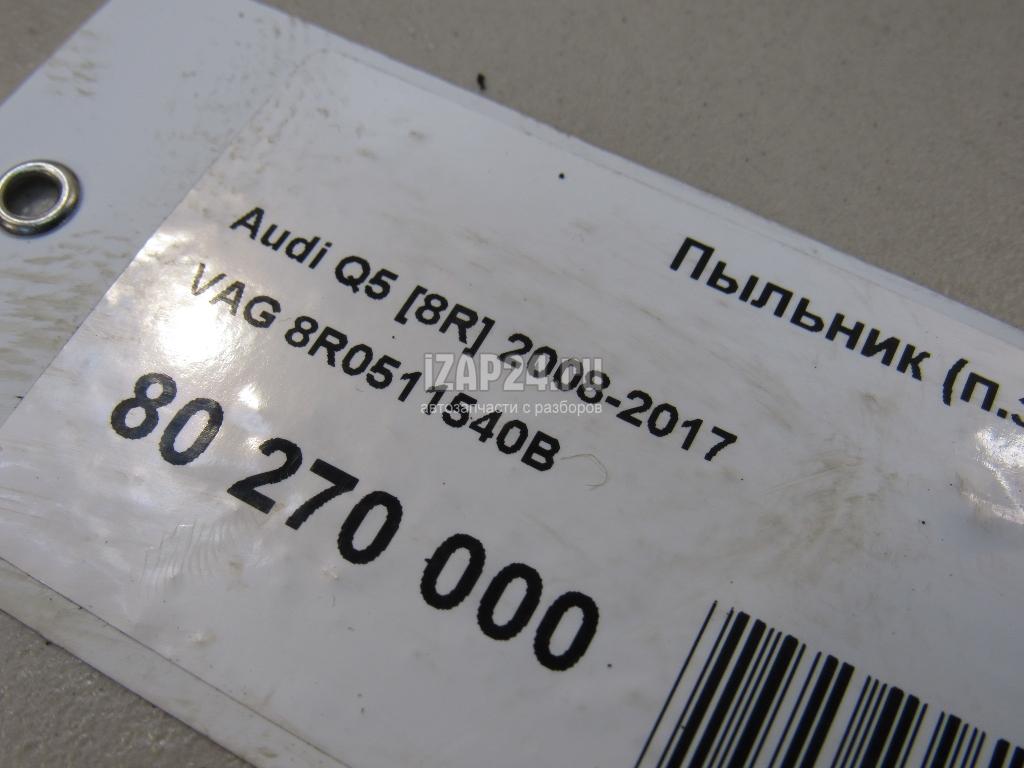 Пыльник (п.з
Audi Q5 [8R] 2008-2017
VAG 8R0511540B
80 270 000
iZAP24.RU
автозапчасти с разборов